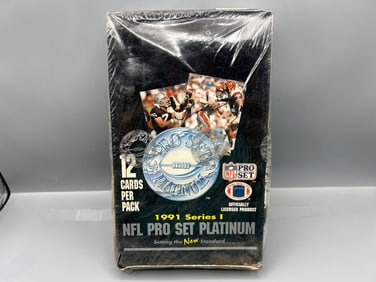 PRO SET
PLATINUM
12
CARDS
PER
PACK
NFL
PRO
SET
OFFICIALLY
LICENSED PRODUCT
1991 Series I
NFL PRO SET PLATINUM
Setting the New Standard